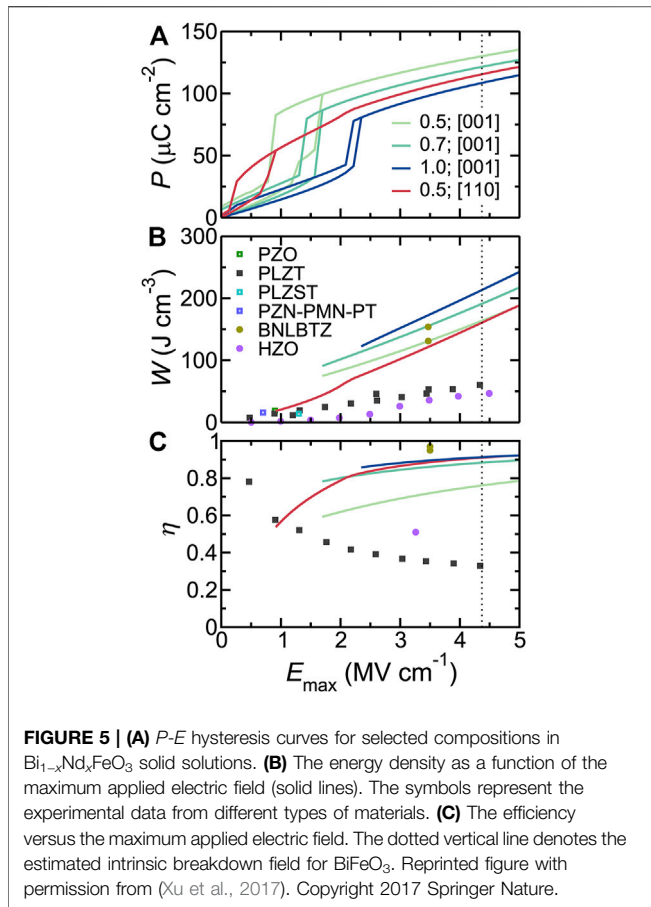 A
150
100
50
0
P (μC cm⁻²)
0.5; [001]
0.7; [001]
1.0; [001]
0.5; [110]
B
300
200
100
0
W (J cm⁻³)
PZO
PLZT
PLZST
PZN-PMN-PT
BNLBTZ
HZO
C
1
0.8
0.6
0.4
0.2
0
η
0 1 2 3 4 5
Eₘₐₓ (MV cm⁻¹)
FIGURE 5 | (A) P-E hysteresis curves for selected compositions in
Bi₁₋ₓNdₓFeO₃ solid solutions. (B) The energy density as a function of the
maximum applied electric field (solid lines). The symbols represent the
experimental data from different types of materials. (C) The efficiency
versus the maximum applied electric field. The dotted vertical line denotes the
estimated intrinsic breakdown field for BiFeO₃. Reprinted figure with
permission from (Xu et al., 2017). Copyright 2017 Springer Nature.